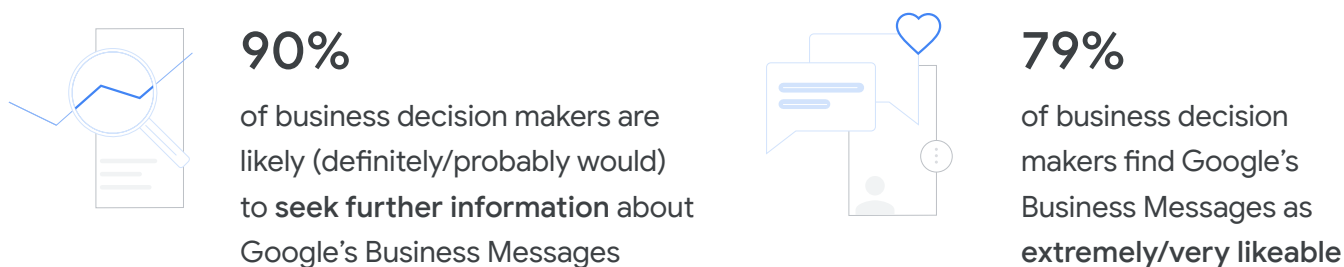 90%
of business decision makers are
likely (definitely/probably would)
to seek further information about
Google's Business Messages
79%
of business decision
makers find Google's
Business Messages as
extremely/very likeable